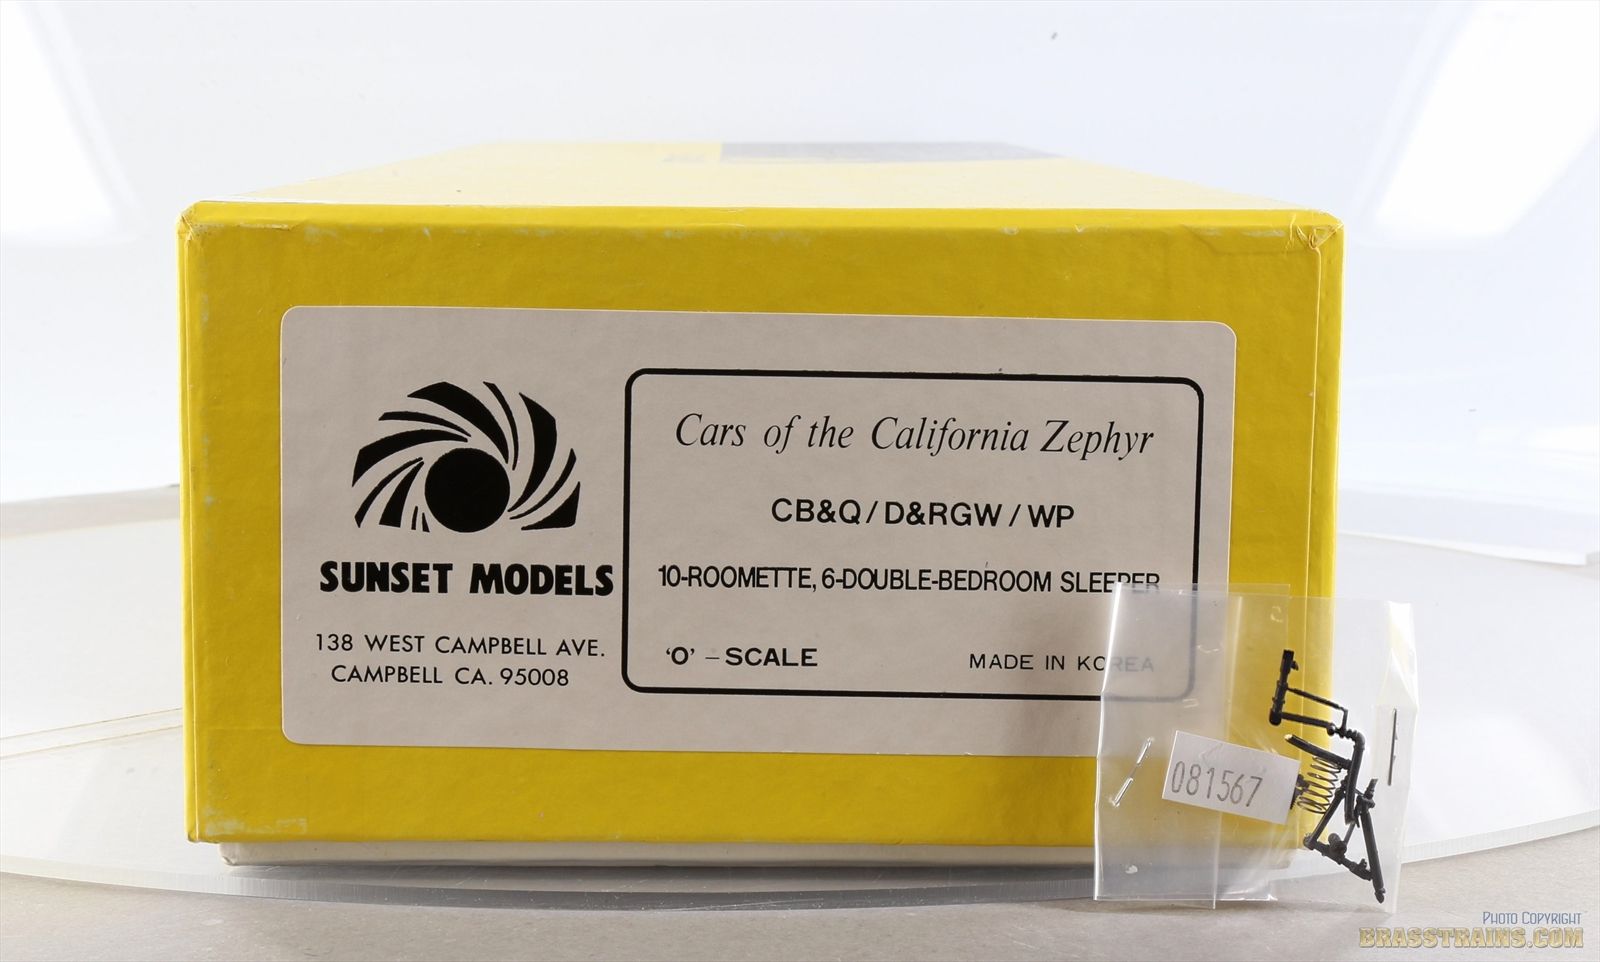 SUNSET MODELS
138 WEST CAMPBELL AVE.
CAMPBELL CA. 95008
Cars of the California Zephyr
CB&Q/D&RGW/WP
10-ROOMETTE, 6-DOUBLE-BEDROOM SLEEPER
'O' – SCALE
MADE IN KOREA
081567
PHOTO COPYRIGHT
BRASSTRAINS.COM